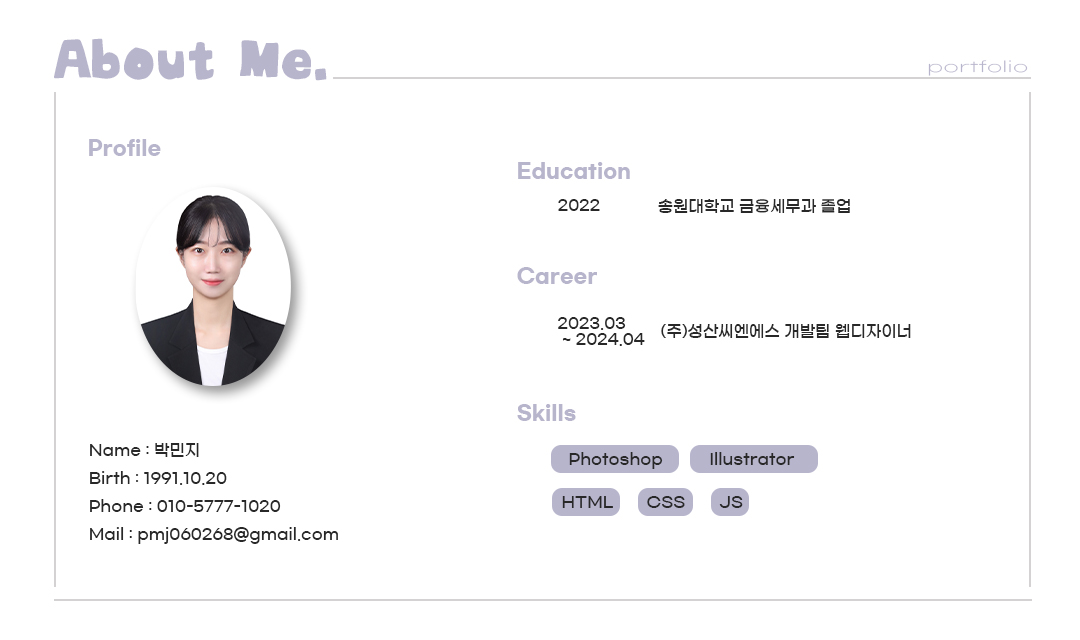 About Me.
portfolio
Profile
Name : 박민지
Birth : 1991.10.20
Phone : 010-5777-1020
Mail : pmj060268@gmail.com
Education
2022 송원대학교 금융세무과 졸업
Career
2023.03
~ 2024.04 (주)성산씨엔에스 개발팀 웹디자이너
Skills
Photoshop Illustrator
HTML CSS JS